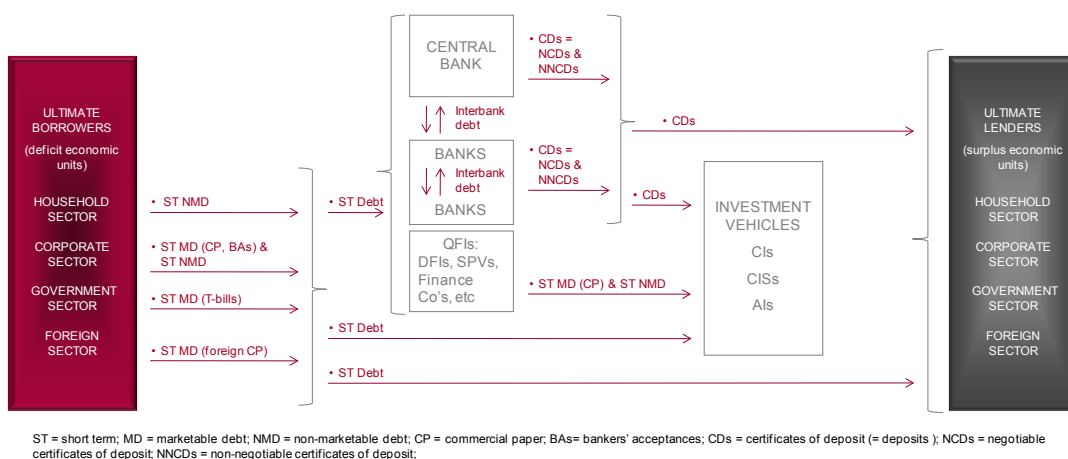 ULTIMATE
BORROWERS
(deficit economic
units)
HOUSEHOLD
SECTOR
CORPORATE
SECTOR
GOVERNMENT
SECTOR
FOREIGN
SECTOR
• ST NMD
• ST MD (CP, BAs) &
ST NMD
• ST MD (T-bills)
• ST MD (foreign CP)
• ST Debt
• ST Debt
• ST Debt
CENTRAL
BANK
Interbank
debt
BANKS
Interbank
debt
BANKS
QFIs:
DFIs, SPVs,
Finance
Co's, etc
• CDs =
NCDs &
NNCDs
• CDs =
NCDs &
NNCDs
• ST MD (CP) & ST NMD
• CDs
• CDs
INVESTMENT
VEHICLES
CIs
CISs
AIs
ULTIMATE
LENDERS
(surplus economic
units)
HOUSEHOLD
SECTOR
CORPORATE
SECTOR
GOVERNMENT
SECTOR
FOREIGN
SECTOR
ST = short term; MD = marketable debt; NMD = non-marketable debt; CP = commercial paper; BAs= bankers' acceptances; CDs = certificates of deposit (= deposits ); NCDs = negotiable
certificates of deposit; NNCDs = non-negotiable certificates of deposit;